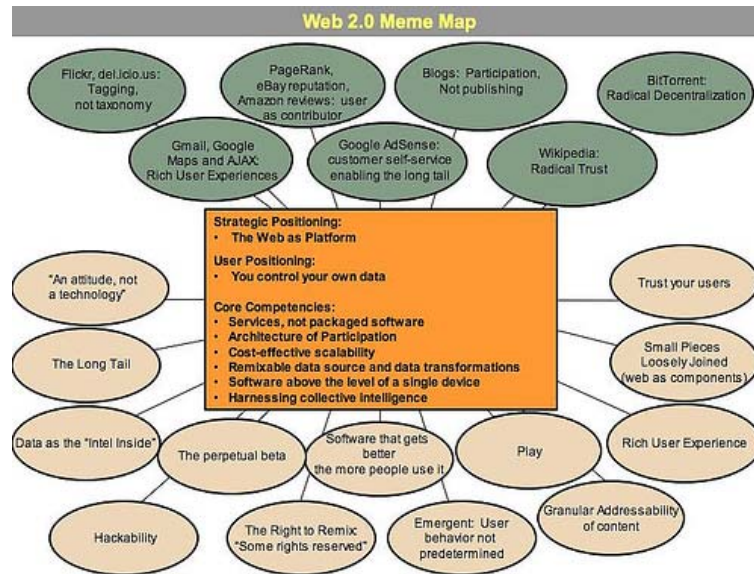 Web 2.0 Meme Map
Flickr, del.icio.us:
Tagging,
not taxonomy
PageRank,
eBay reputation,
Amazon reviews: user
as contributor
Blogs: Participation,
Not publishing
BitTorrent:
Radical Decentralization
Gmail, Google
Maps and AJAX:
Rich User Experiences
Google AdSense:
customer self-service
enabling the long tail
Wikipedia:
Radical Trust
Strategic Positioning:
• The Web as Platform
User Positioning:
• You control your own data
Core Competencies:
• Services, not packaged software
• Architecture of Participation
• Cost-effective scalability
• Remixable data source and data transformations
• Software above the level of a single device
• Harnessing collective intelligence
"An attitude, not
a technology"
Trust your users
The Long Tail
Small Pieces
Loosely Joined
(web as components)
Data as the "Intel Inside"
The perpetual beta
Software that gets
better
the more people use it
Play
Rich User Experience
Hackability
The Right to Remix:
"Some rights reserved"
Emergent: User
behavior not
predetermined
Granular Addressability
of content